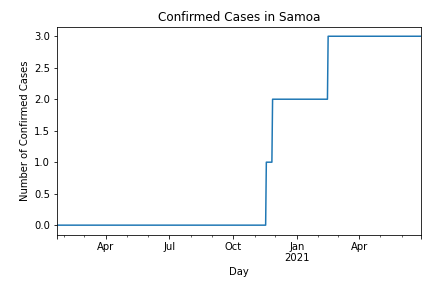 Confirmed Cases in Samoa
Number of Confirmed Cases
3.0
2.5
2.0
1.5
1.0
0.5
0.0
Apr Jul Oct Jan Apr
2021
Day